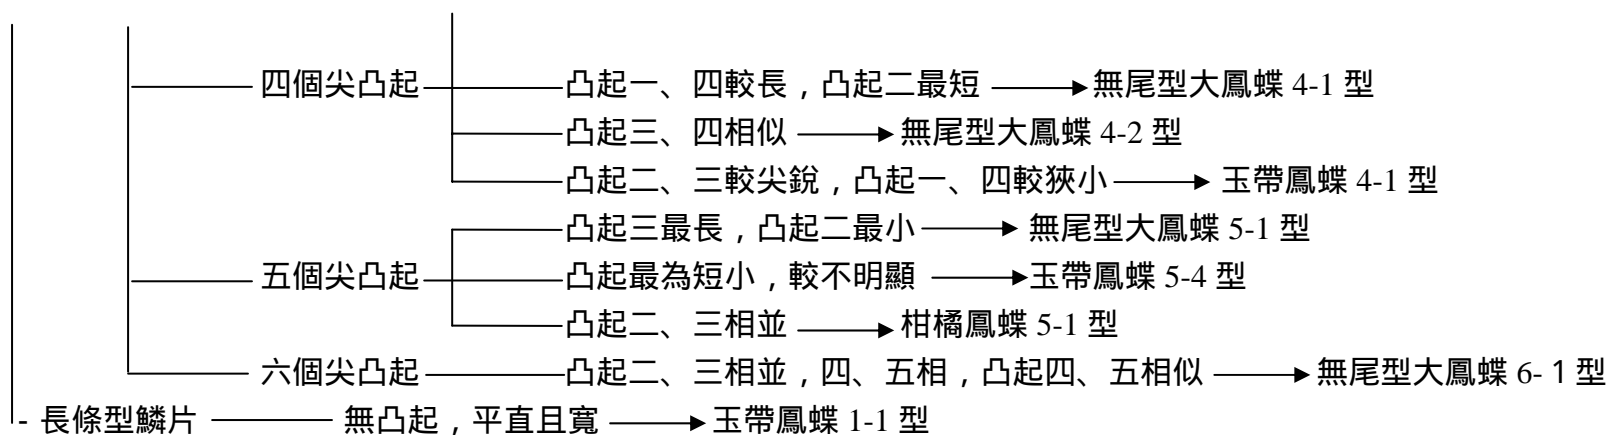 四個尖凸起 凸起一、四較長，凸起二最短 無尾型大鳳蝶 4-1 型
凸起三、四相似 無尾型大鳳蝶 4-2 型
凸起二、三較尖銳，凸起一、四較狹小 玉帶鳳蝶 4-1 型
凸起三最長，凸起二最小 無尾型大鳳蝶 5-1 型
五個尖凸起 凸起最為短小，較不明顯 玉帶鳳蝶 5-4 型
凸起二、三相並 柑橘鳳蝶 5-1 型
六個尖凸起 凸起二、三相並，四、五相，凸起四、五相似 無尾型大鳳蝶 6-１型
- 長條型鱗片 無凸起，平直且寬 玉帶鳳蝶 1-1 型